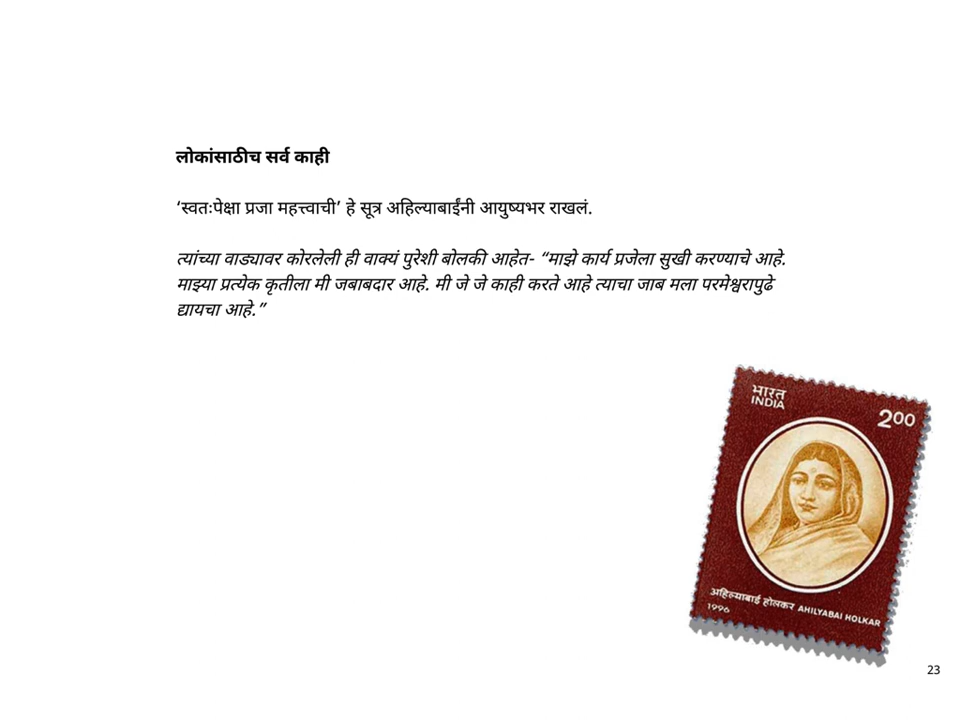 लोकांसाठीच सर्व काही
‘स्वतःपेक्षा प्रजा महत्त्वाची’ हे सूत्र अहिल्याबाईंनी आयुष्यभर राखलं.
त्यांच्या वाड्यावर कोरलेली ही वाक्यं पुरेशी बोलकी आहेत- “माझे कार्य प्रजेला सुखी करण्याचे आहे.
माझ्या प्रत्येक कृतीला मी जबाबदार आहे. मी जे जे काही करते आहे त्याचा जाब मला परमेश्वरापुढे
द्यायचा आहे.”
भारत
INDIA
200
अहिल्याबाई होलकर AHILYABAI HOLKAR
1996
23